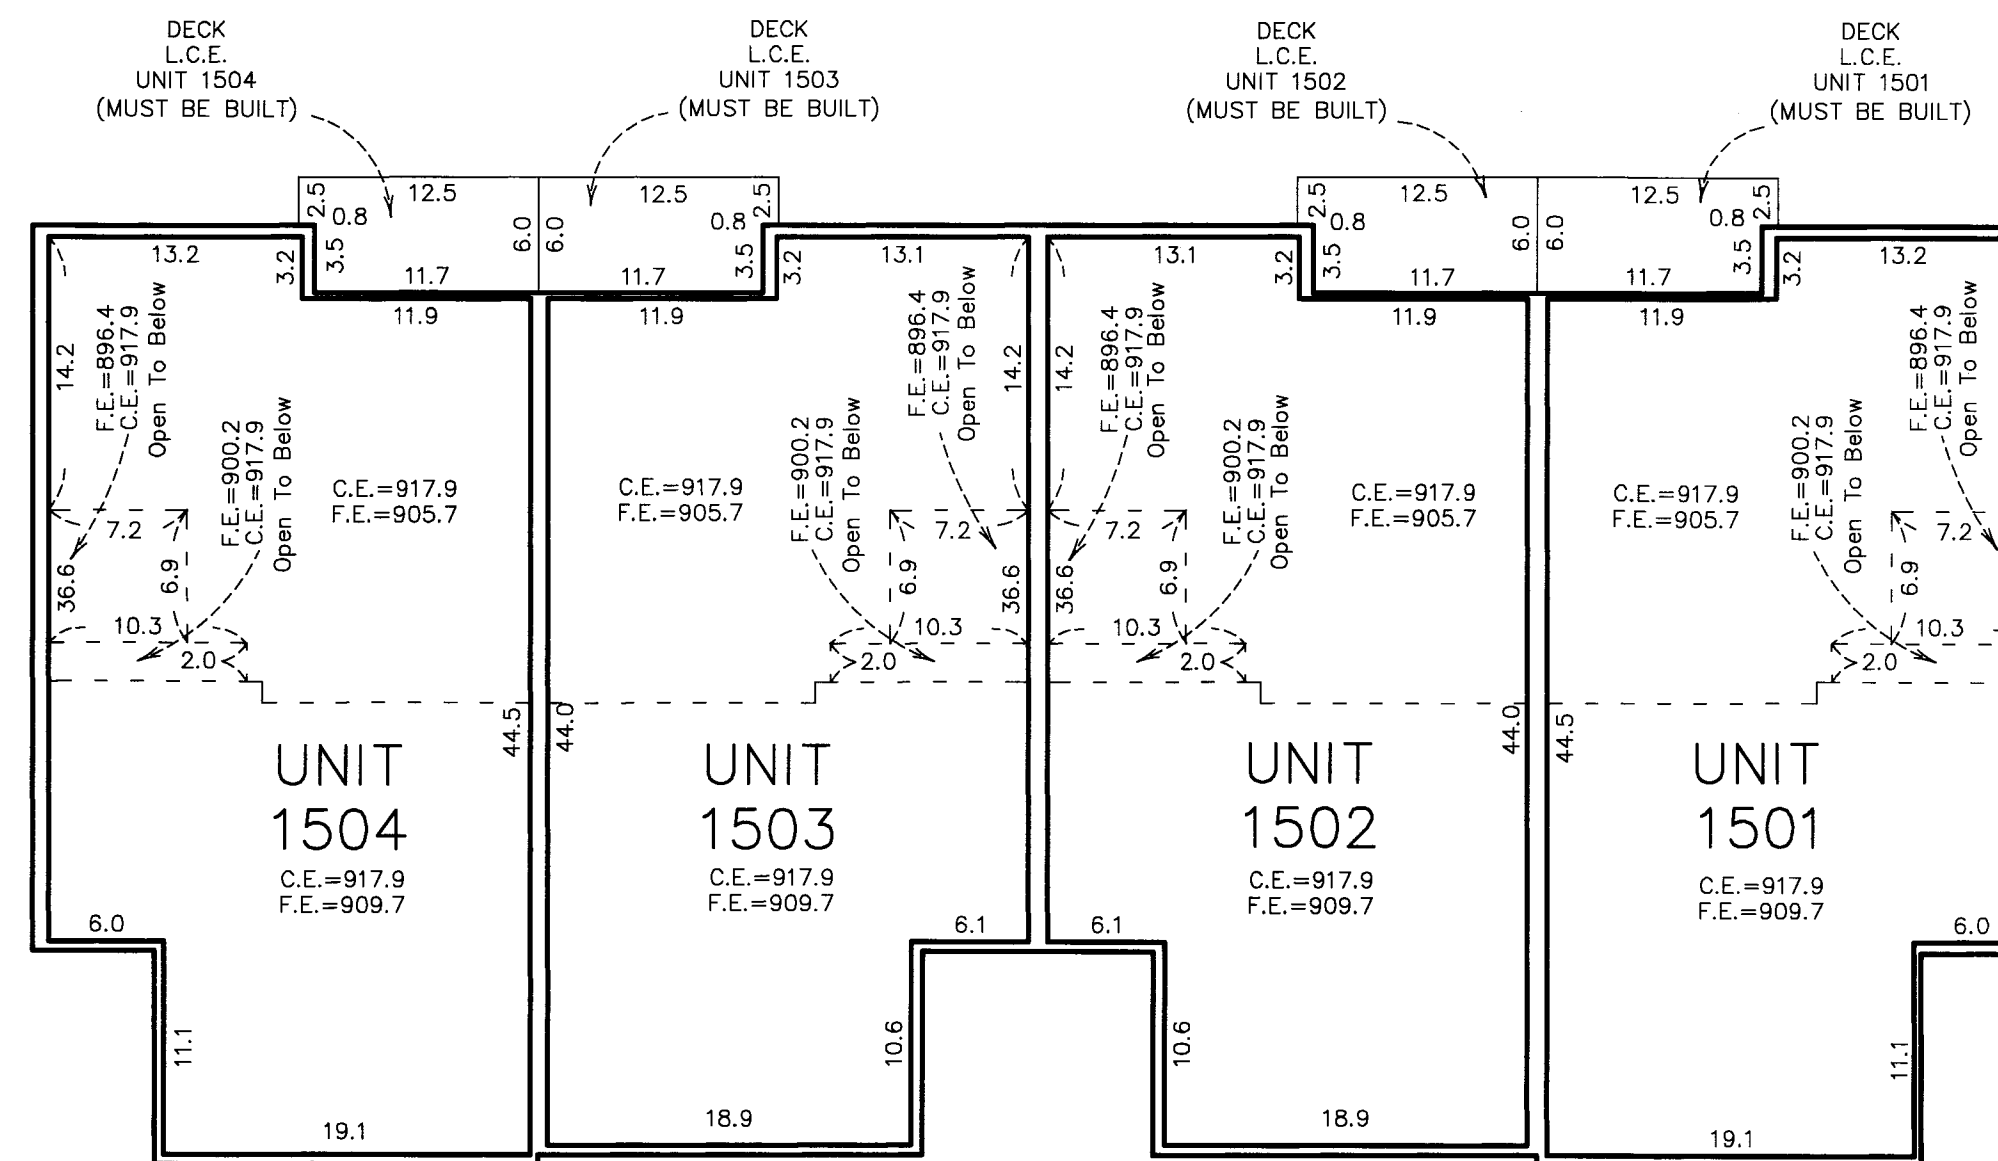 DECK
L.C.E.
UNIT 1504
(MUST BE BUILT)
DECK
L.C.E.
UNIT 1503
(MUST BE BUILT)
DECK
L.C.E.
UNIT 1502
(MUST BE BUILT)
DECK
L.C.E.
UNIT 1501
(MUST BE BUILT)
2.5
12.5
0.8
3.5
6.0
11.7
6.0
12.5
2.5
0.8
3.5
11.7
2.5
12.5
0.8
3.5
6.0
11.7
6.0
12.5
2.5
0.8
3.5
11.7
13.2
3.2
11.9
14.2
F.E.=896.4
C.E.=917.9
Open To Below
F.E.=900.2
C.E.=917.9
Open To Below
C.E.=917.9
F.E.=905.7
7.2
36.6
6.9
10.3
2.0
44.5
UNIT
1504
C.E.=917.9
F.E.=909.7
6.0
11.1
19.1
3.2
13.1
11.9
F.E.=896.4
C.E.=917.9
Open To Below
14.2
C.E.=917.9
F.E.=905.7
F.E.=900.2
C.E.=917.9
Open To Below
7.2
6.9
36.6
10.3
2.0
44.0
UNIT
1503
C.E.=917.9
F.E.=909.7
6.1
10.6
18.9
13.1
3.2
11.9
14.2
F.E.=896.4
C.E.=917.9
Open To Below
F.E.=900.2
C.E.=917.9
Open To Below
C.E.=917.9
F.E.=905.7
7.2
36.6
6.9
10.3
2.0
44.0
UNIT
1502
C.E.=917.9
F.E.=909.7
6.1
10.6
18.9
3.2
13.2
11.9
F.E.=896.4
C.E.=917.9
Open To Below
C.E.=917.9
F.E.=905.7
F.E.=900.2
C.E.=917.9
Open To Below
7.2
6.9
10.3
2.0
44.5
UNIT
1501
C.E.=917.9
F.E.=909.7
6.0
11.1
19.1